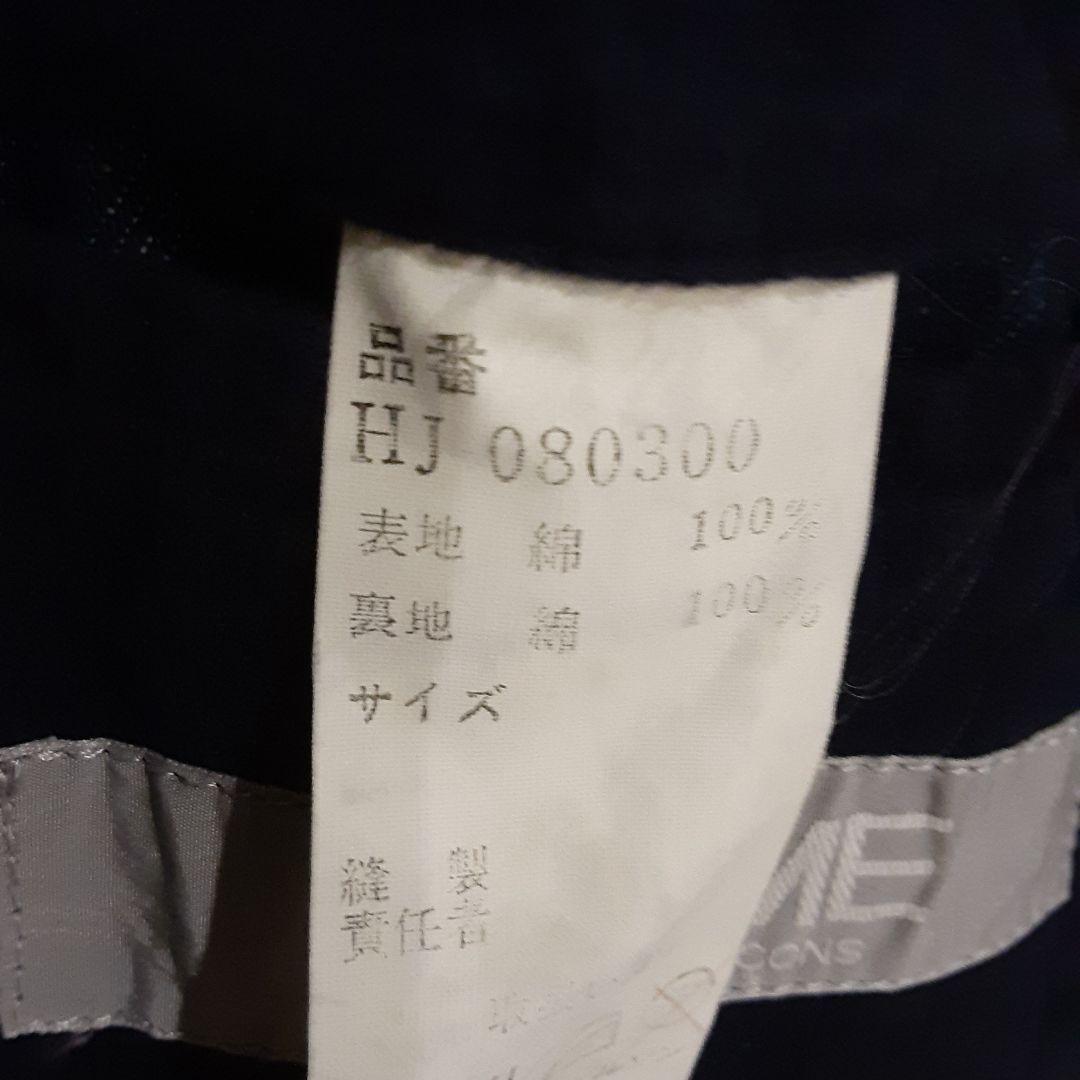 品番
HJ 080300
表地 綿 100%
裏地 綿 100%
サイズ
縫製
責任者
ME
CONS